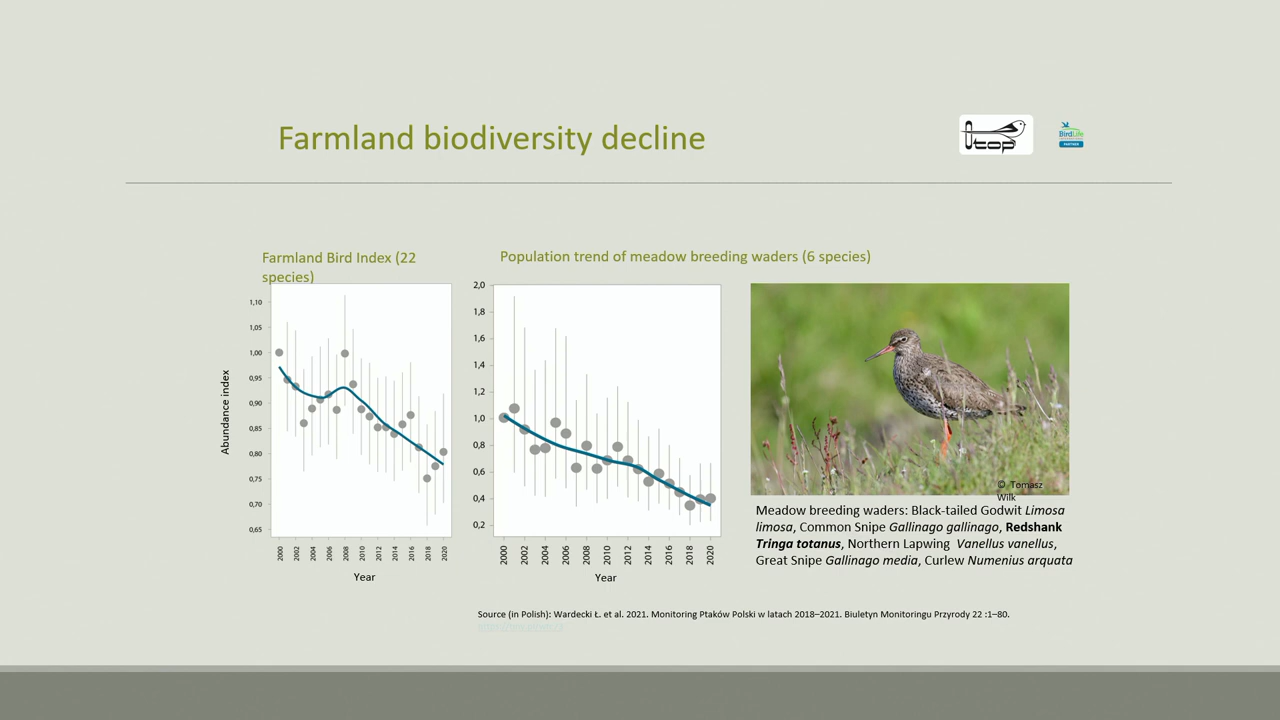 Farmland biodiversity decline
top
BirdLife
PARTNER
Farmland Bird Index (22
species)
Population trend of meadow breeding waders (6 species)
Abundance index
1,10
1,05
1,00
0,95
0,90
0,85
0,80
0,75
0,70
0,65
2000 2002 2004 2006 2008 2010 2012 2014 2016 2018 2020
Year
2,0
1,8
1,6
1,4
1,2
1,0
0,8
0,6
0,4
0,2
2000 2002 2004 2006 2008 2010 2012 2014 2016 2018 2020
Year
© Tomasz
Wilk
Meadow breeding waders: Black-tailed Godwit Limosa
limosa, Common Snipe Gallinago gallinago, Redshank
Tringa totanus, Northern Lapwing Vanellus vanellus,
Great Snipe Gallinago media, Curlew Numenius arquata
Source (in Polish): Wardecki Ł. et al. 2021. Monitoring Ptaków Polski w latach 2018–2021. Biuletyn Monitoringu Przyrody 22 :1–80.